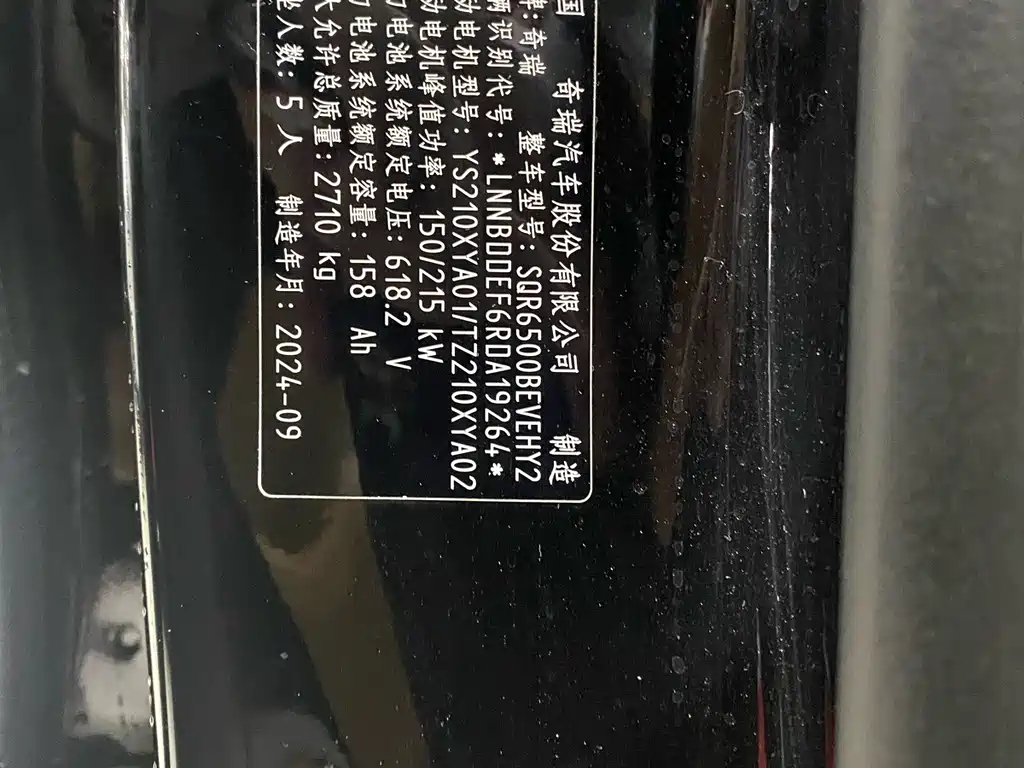 国 奇瑞汽车股份有限公司 制造
牌:奇瑞 整车型号: SQR6500BEVEHY2
辆识别代号: *LNNBDDEF6RDA19264*
动电机型号: YS210XYA01/TZ210XYA02
动电机峰值功率: 150/215 kW
力电池系统额定电压: 618.2 V
力电池系统额定容量: 158 Ah
大允许总质量: 2710 kg
坐人数: 5 人 制造年月: 2024-09